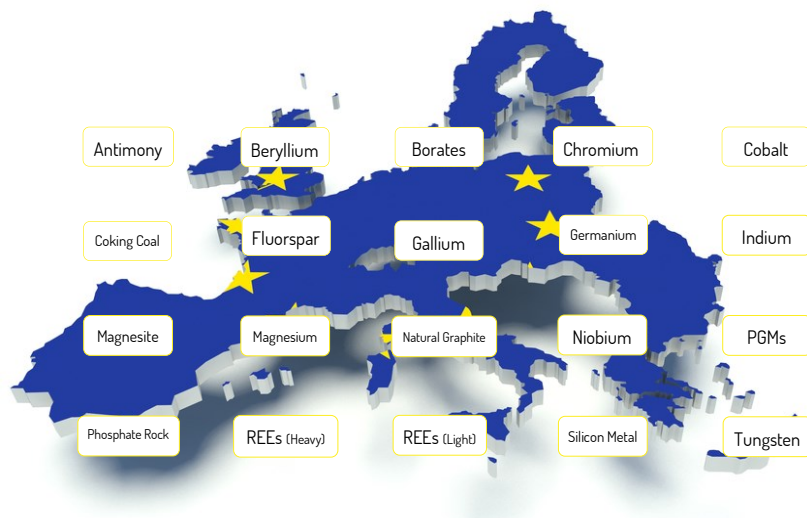 Antimony
Beryllium
Borates
Chromium
Cobalt
Coking Coal
Fluorspar
Gallium
Germanium
Indium
Magnesite
Magnesium
Natural Graphite
Niobium
PGMs
Phosphate Rock
REEs (Heavy)
REEs (Light)
Silicon Metal
Tungsten